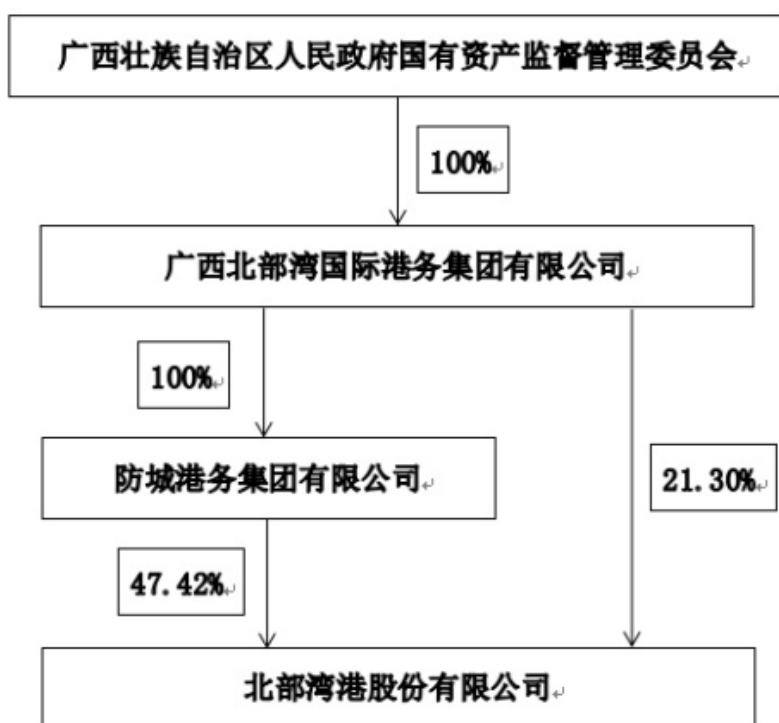 广西壮族自治区人民政府国有资产监督管理委员会
100%
广西北部湾国际港务集团有限公司
100%
防城港务集团有限公司
21.30%
47.42%
北部湾港股份有限公司